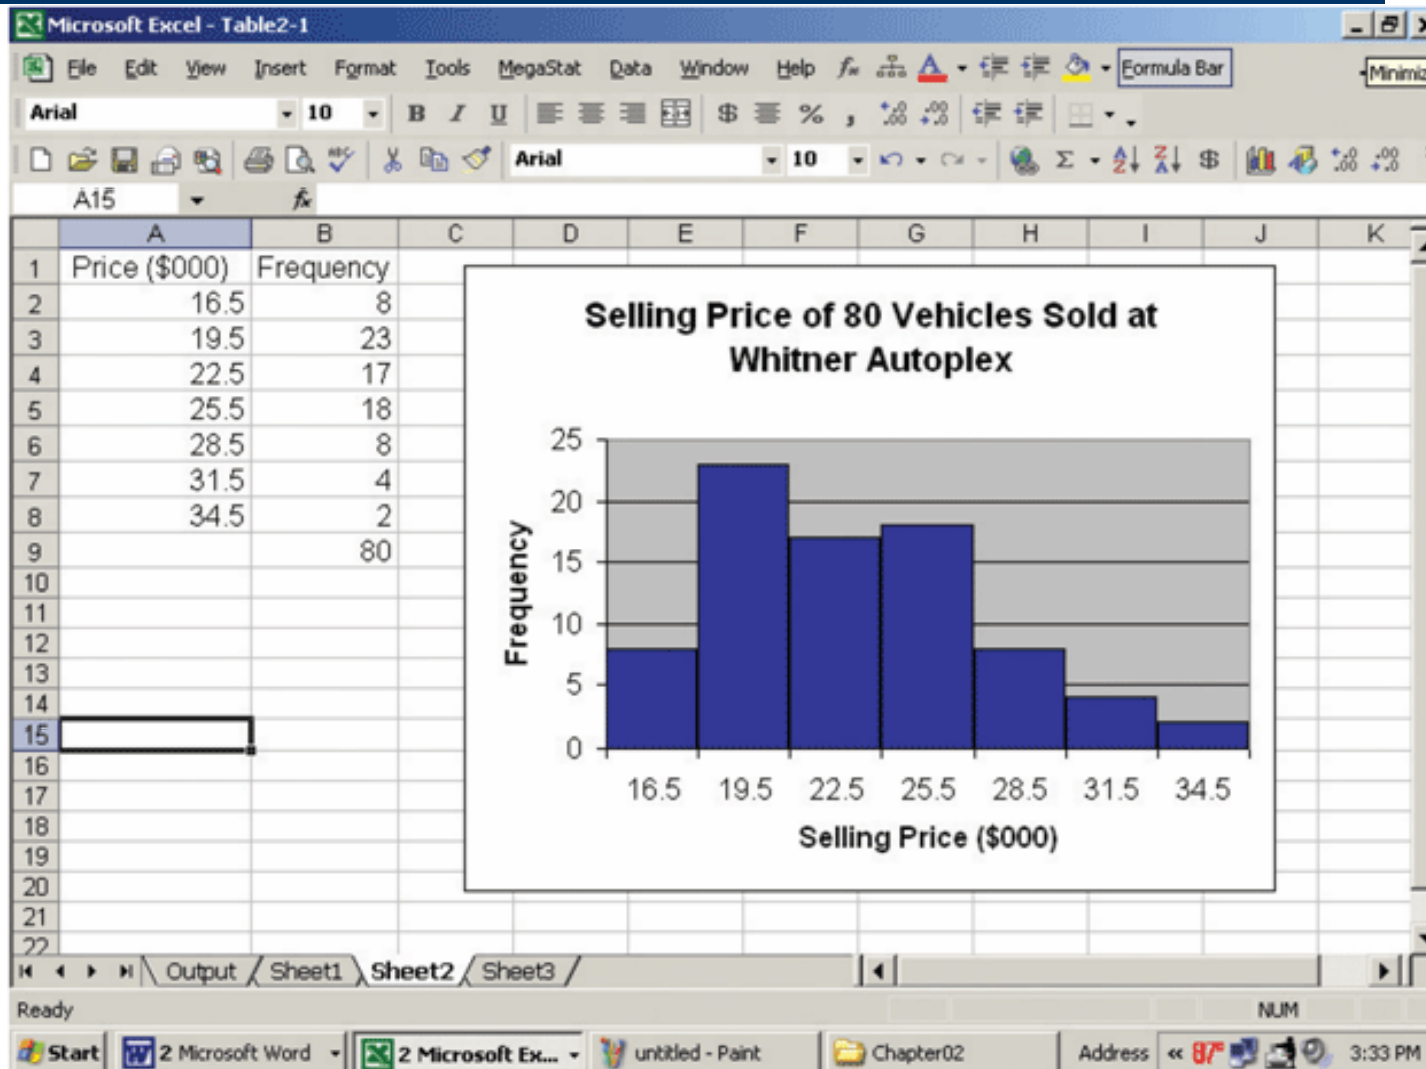 Microsoft Excel - Table2-1
File Edit View Insert Format Tools MegaStat Data Window Help Formula Bar
Minimiz
Arial 10 B I U $ % ,
Arial 10 Σ $
A15 fx
A B C D E F G H I J K
1 Price ($000) Frequency
2 16.5 8
3 19.5 23
4 22.5 17
5 25.5 18
6 28.5 8
7 31.5 4
8 34.5 2
9 80
10
11
12
13
14
15
16
17
18
19
20
21
22
Selling Price of 80 Vehicles Sold at
Whitner Autoplex
Frequency
25
20
15
10
5
0
16.5 19.5 22.5 25.5 28.5 31.5 34.5
Selling Price ($000)
Output Sheet1 Sheet2 Sheet3
Ready NUM
Start 2 Microsoft Word 2 Microsoft Ex... untitled - Paint Chapter02 Address « 87° 3:33 PM